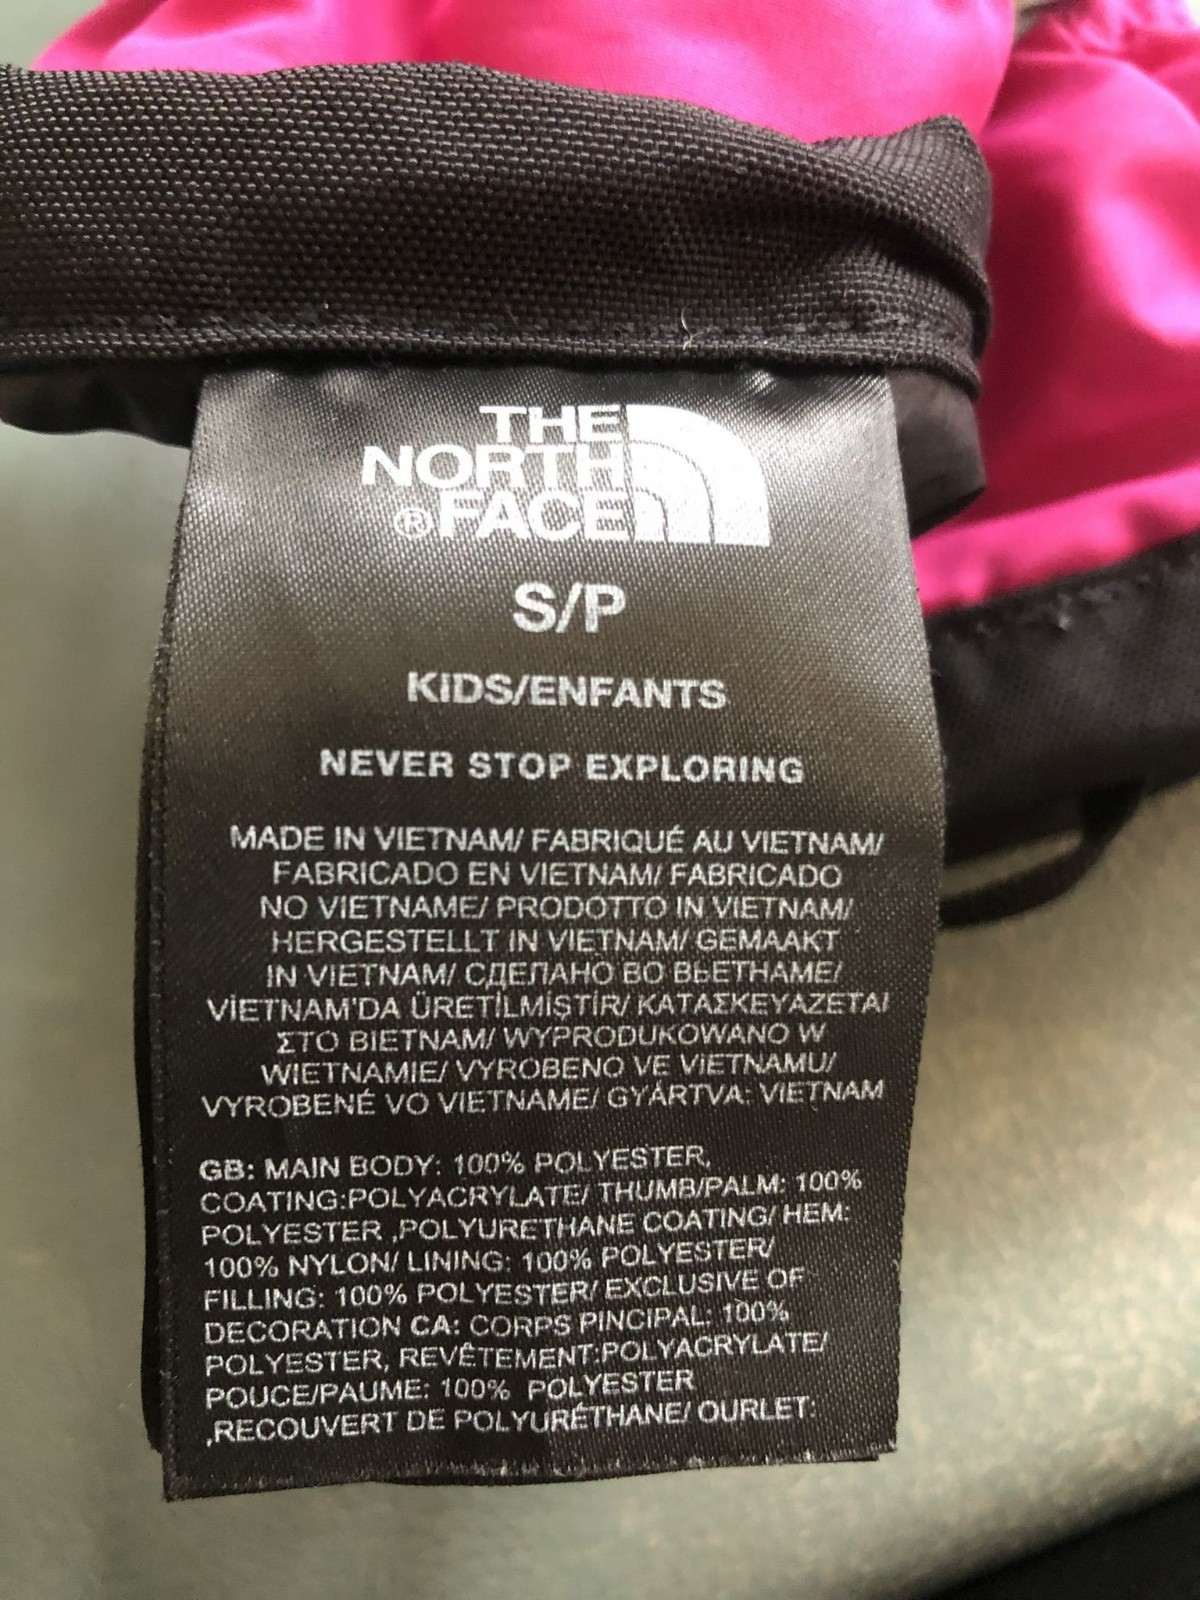 THE
NORTH
®FACE
S/P
KIDS/ENFANTS
NEVER STOP EXPLORING
MADE IN VIETNAM/ FABRIQUÉ AU VIETNAM/
FABRICADO EN VIETNAM/ FABRICADO
NO VIETNAME/ PRODOTTO IN VIETNAM/
HERGESTELLT IN VIETNAM/ GEMAAKT
IN VIETNAM/ СДЕЛАНО ВО ВЬЕТНАМЕ/
VİETNAM'DA ÜRETİLMİŞTİR/ ΚΑΤΑΣΚΕΥΑΖΕΤΑΙ
ΣΤΟ ΒΙΕΤΝΑΜ/ WYPRODUKOWANO W
WIETNAMIE/ VYROBENO VE VIETNAMU/
VYROBENÉ VO VIETNAME/ GYÁRTVA: VIETNAM
GB: MAIN BODY: 100% POLYESTER,
COATING:POLYACRYLATE/ THUMB/PALM: 100%
POLYESTER ,POLYURETHANE COATING/ HEM:
100% NYLON/ LINING: 100% POLYESTER/
FILLING: 100% POLYESTER/ EXCLUSIVE OF
DECORATION CA: CORPS PINCIPAL: 100%
POLYESTER, REVÊTEMENT:POLYACRYLATE/
POUCE/PAUME: 100% POLYESTER
,RECOUVERT DE POLYURÉTHANE/ OURLET: